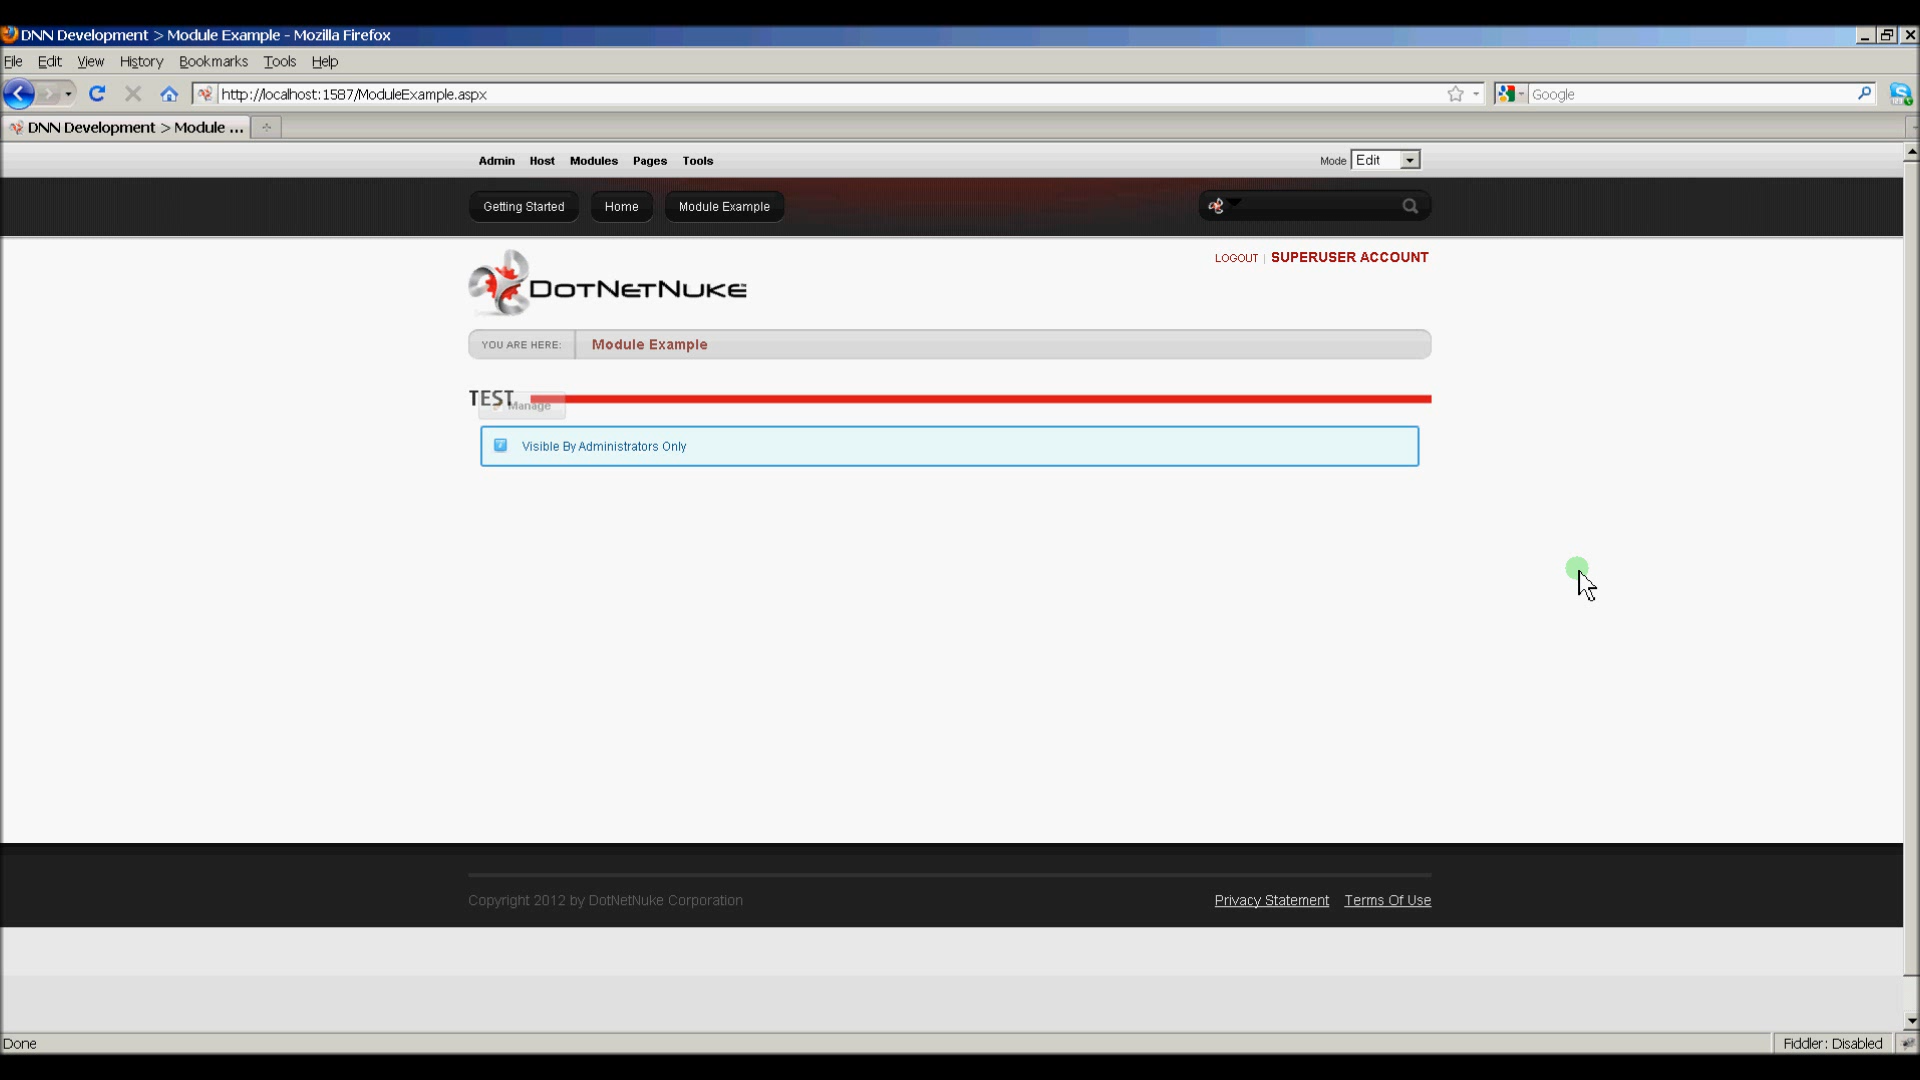 DNN Development > Module Example - Mozilla Firefox
File Edit View History Bookmarks Tools Help
http://localhost:1587/ModuleExample.aspx Google
DNN Development > Module ...
Admin Host Modules Pages Tools Mode Edit
Getting Started Home Module Example
LOGOUT | SUPERUSER ACCOUNT
DOTNETNUKE
YOU ARE HERE: Module Example
TEST
Manage
Visible By Administrators Only
Copyright 2012 by DotNetNuke Corporation Privacy Statement Terms Of Use
Done Fiddler: Disabled